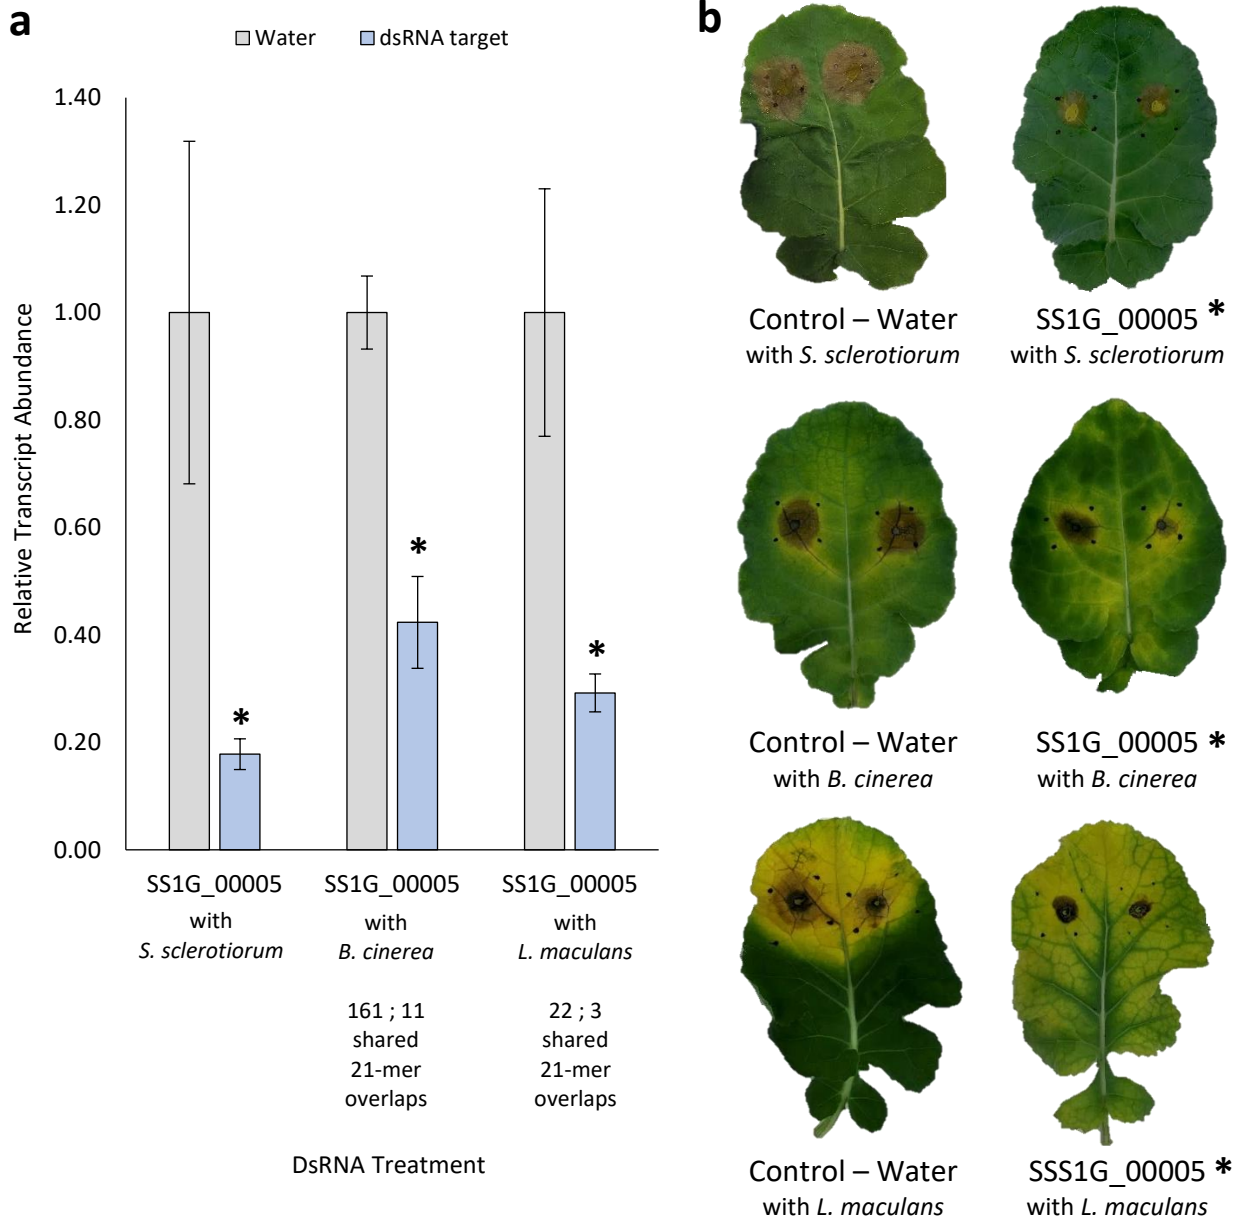 a
Water
dsRNA target
1.40
1.20
1.00
0.80
0.60
0.40
0.20
0.00
Relative Transcript Abundance
*
*
*
SS1G_00005
with
S. sclerotiorum
SS1G_00005
with
B. cinerea
161 ; 11
shared
21-mer
overlaps
SS1G_00005
with
L. maculans
22 ; 3
shared
21-mer
overlaps
DsRNA Treatment
b
Control – Water
with S. sclerotiorum
SS1G_00005 *
with S. sclerotiorum
Control – Water
with B. cinerea
SS1G_00005 *
with B. cinerea
Control – Water
with L. maculans
SSS1G_00005 *
with L. maculans